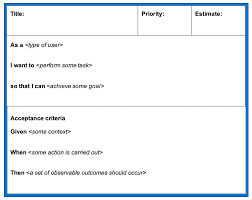 Title: Priority: Estimate:
As a <type of user>
I want to <perform some task>
so that I can <achieve some goal>
Acceptance criteria
Given <some context>
When <some action is carried out>
Then <a set of observable outcomes should occur>